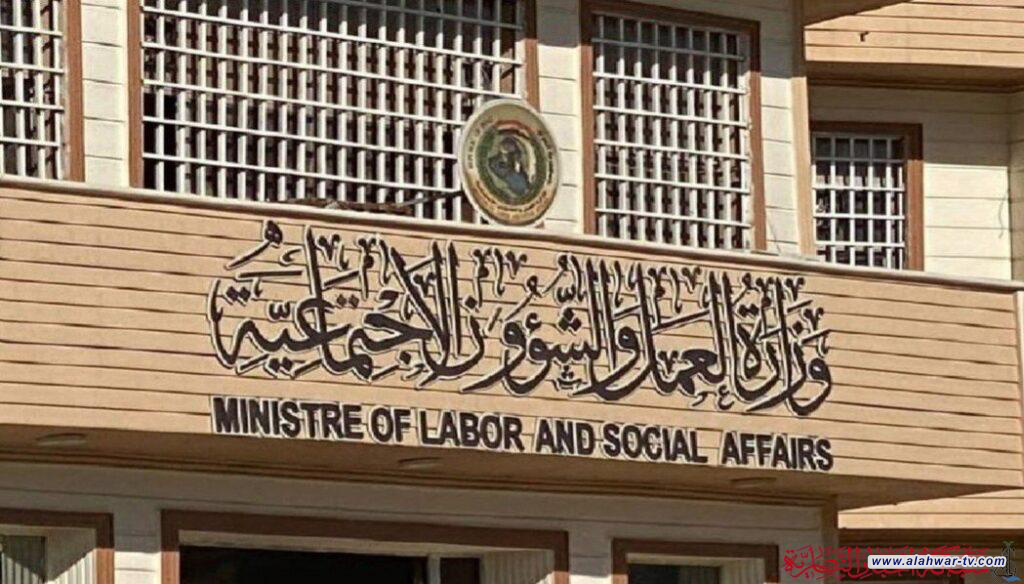 وزارة العمل والشؤون الاجتماعية
MINISTRE OF LABOR AND SOCIAL AFFAIRS
www.alahwar-tv.com